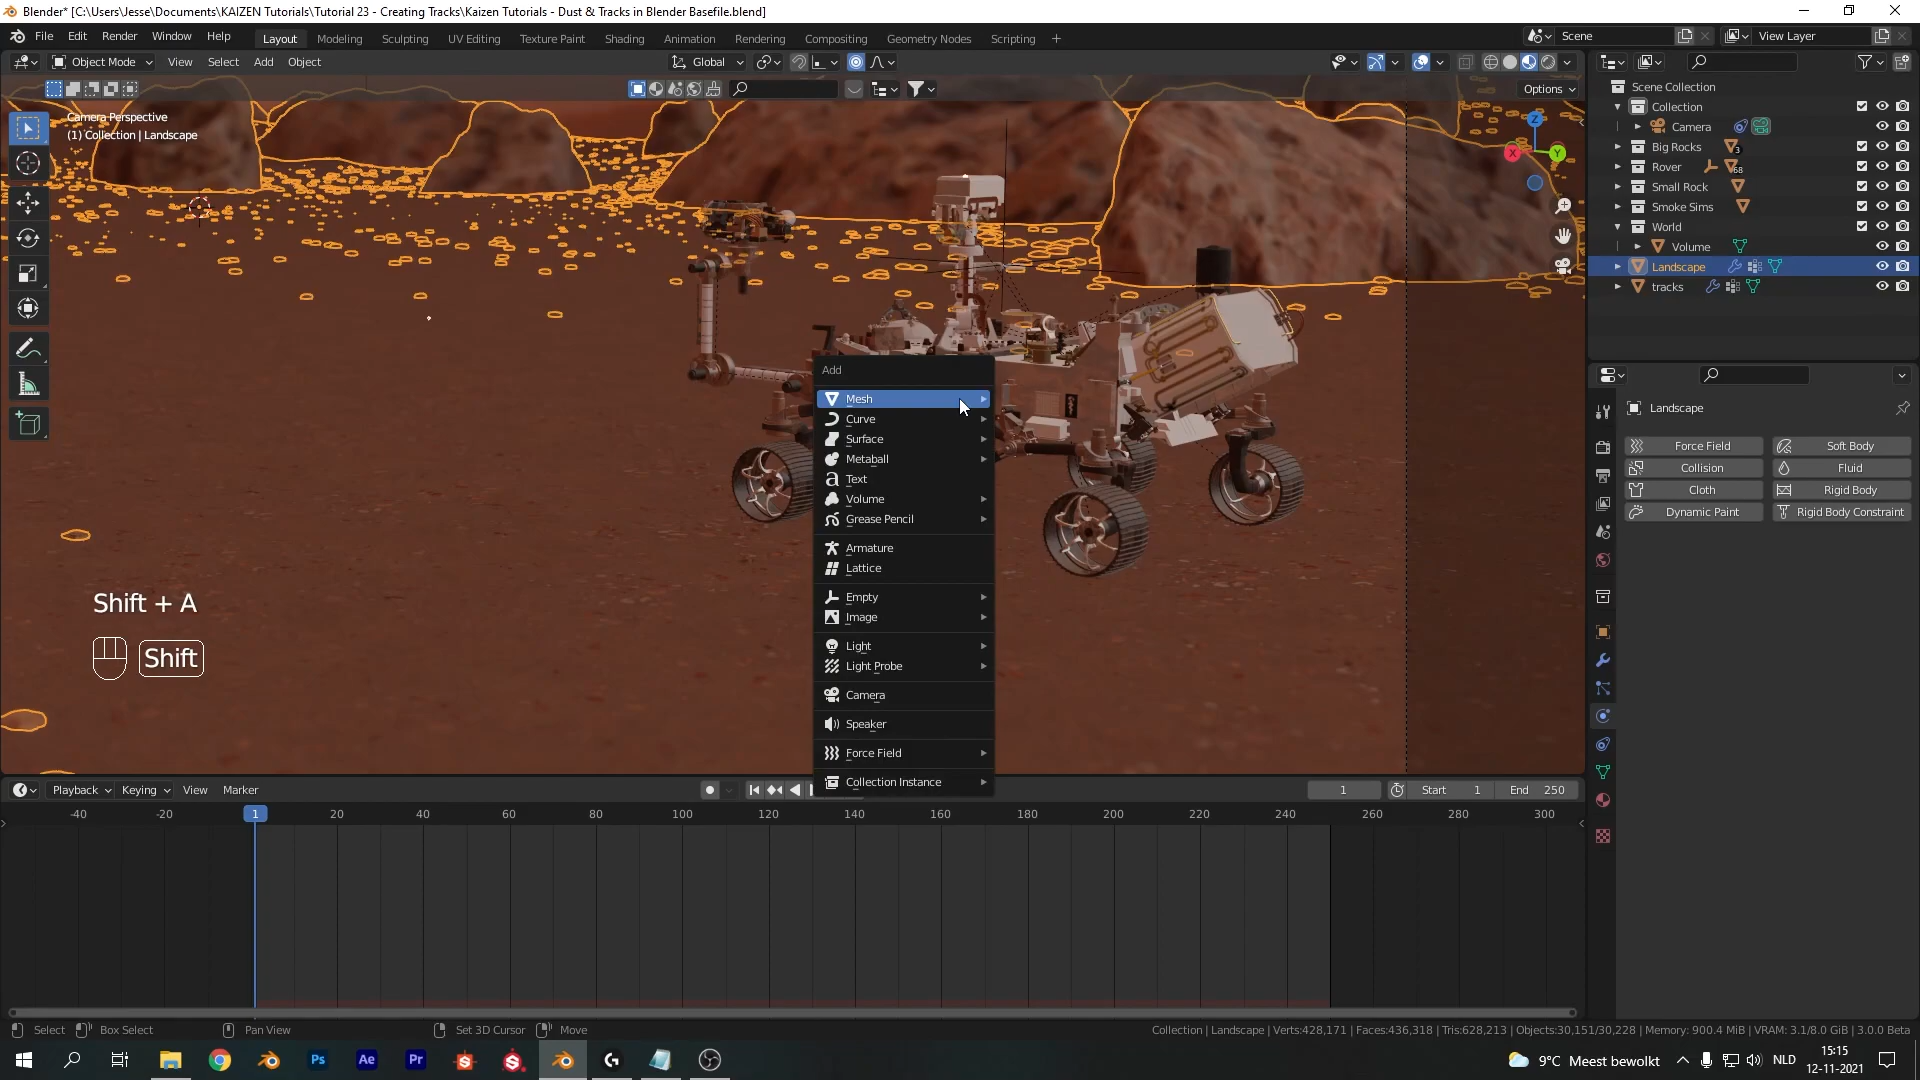 Blender* [C:\Users\Jesse\Documents\KAIZEN Tutorials\Tutorial 23 - Creating Tracks\Kaizen Tutorials - Dust & Tracks in Blender Basefile.blend]
File Edit Render Window Help Layout Modeling Sculpting UV Editing Texture Paint Shading Animation Rendering Compositing Geometry Nodes Scripting + Scene View Layer
Object Mode View Select Add Object Global
Options
Camera Perspective
(1) Collection | Landscape
Z
X
Y
Scene Collection
Collection
Camera
Big Rocks 3
Rover 68
Small Rock
Smoke Sims
World
Volume
Landscape
tracks
Landscape
Force Field Soft Body
Collision Fluid
Cloth Rigid Body
Dynamic Paint Rigid Body Constraint
Add
Mesh
Curve
Surface
Metaball
Text
Volume
Grease Pencil
Armature
Lattice
Empty
Image
Light
Light Probe
Camera
Speaker
Force Field
Collection Instance
Shift + A
Shift
Playback Keying View Marker 1 Start 1 End 250
-40 -20 1 20 40 60 80 100 120 140 160 180 200 220 240 260 280 300
Select Box Select Pan View Set 3D Cursor Move Collection | Landscape | Verts:428,171 | Faces:436,318 | Tris:628,213 | Objects:30,151/30,228 | Memory: 900.4 MiB | VRAM: 3.1/8.0 GiB | 3.0.0 Beta
Ps Ae Pr 9°C Meest bewolkt NLD 15:15
12-11-2021